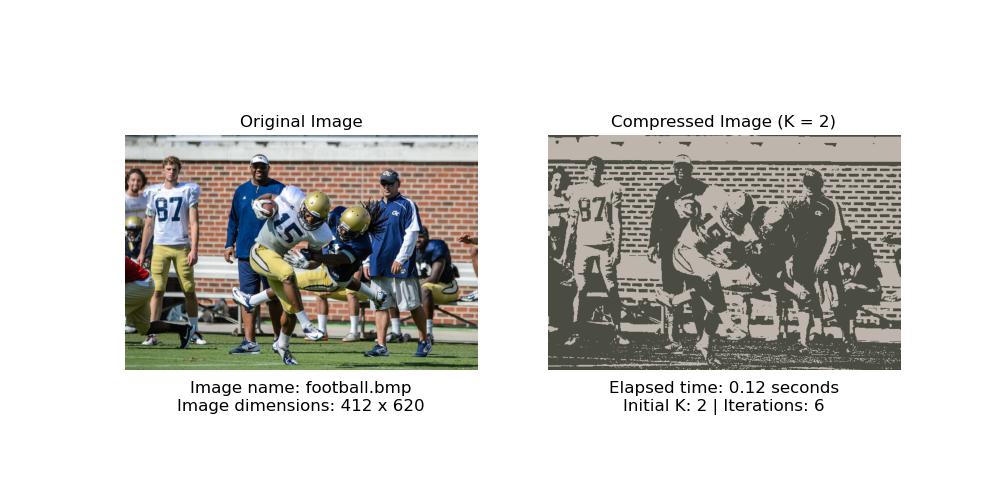 Original Image
87
15
Image name: football.bmp
Image dimensions: 412 x 620
Compressed Image (K = 2)
87
15
Elapsed time: 0.12 seconds
Initial K: 2 | Iterations: 6